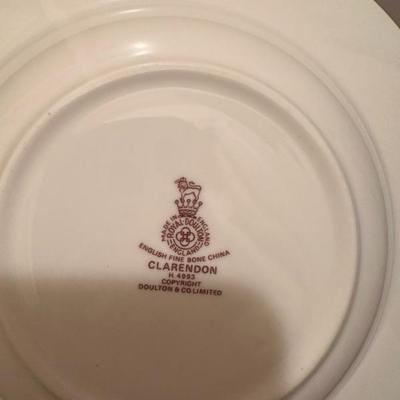 MADE IN ENGLAND
ROYAL DOULTON
ENGLAND
ENGLISH FINE BONE CHINA
CLARENDON
H. 4993
COPYRIGHT
DOULTON & CO LIMITED